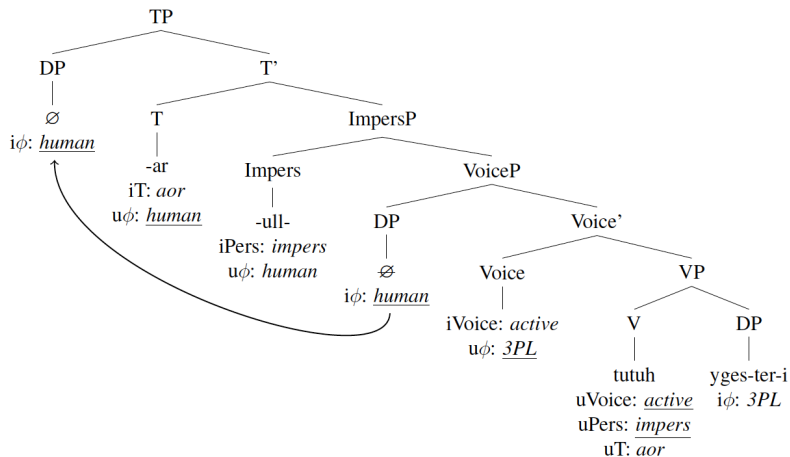 TP
DP T'
∅ T ImpersP
iϕ: human
-ar Impers VoiceP
iT: aor
uϕ: human
-ull- DP Voice'
iPers: impers
uϕ: human
∅ Voice VP
iϕ: human
iVoice: active V DP
uϕ: 3PL
tutuh yges-ter-i
uVoice: active iϕ: 3PL
uPers: impers
uT: aor